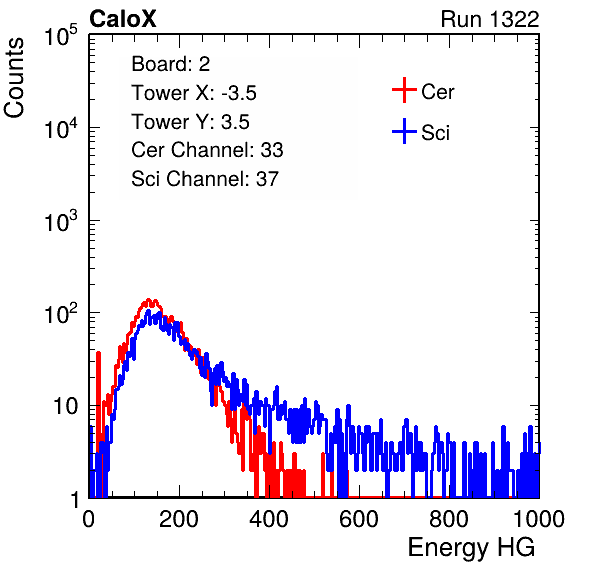 CaloX Run 1322
Counts
Board: 2
Tower X: -3.5
Tower Y: 3.5
Cer Channel: 33
Sci Channel: 37
Cer
Sci
10^5
10^4
10^3
10^2
10
1
0 200 400 600 800 1000
Energy HG